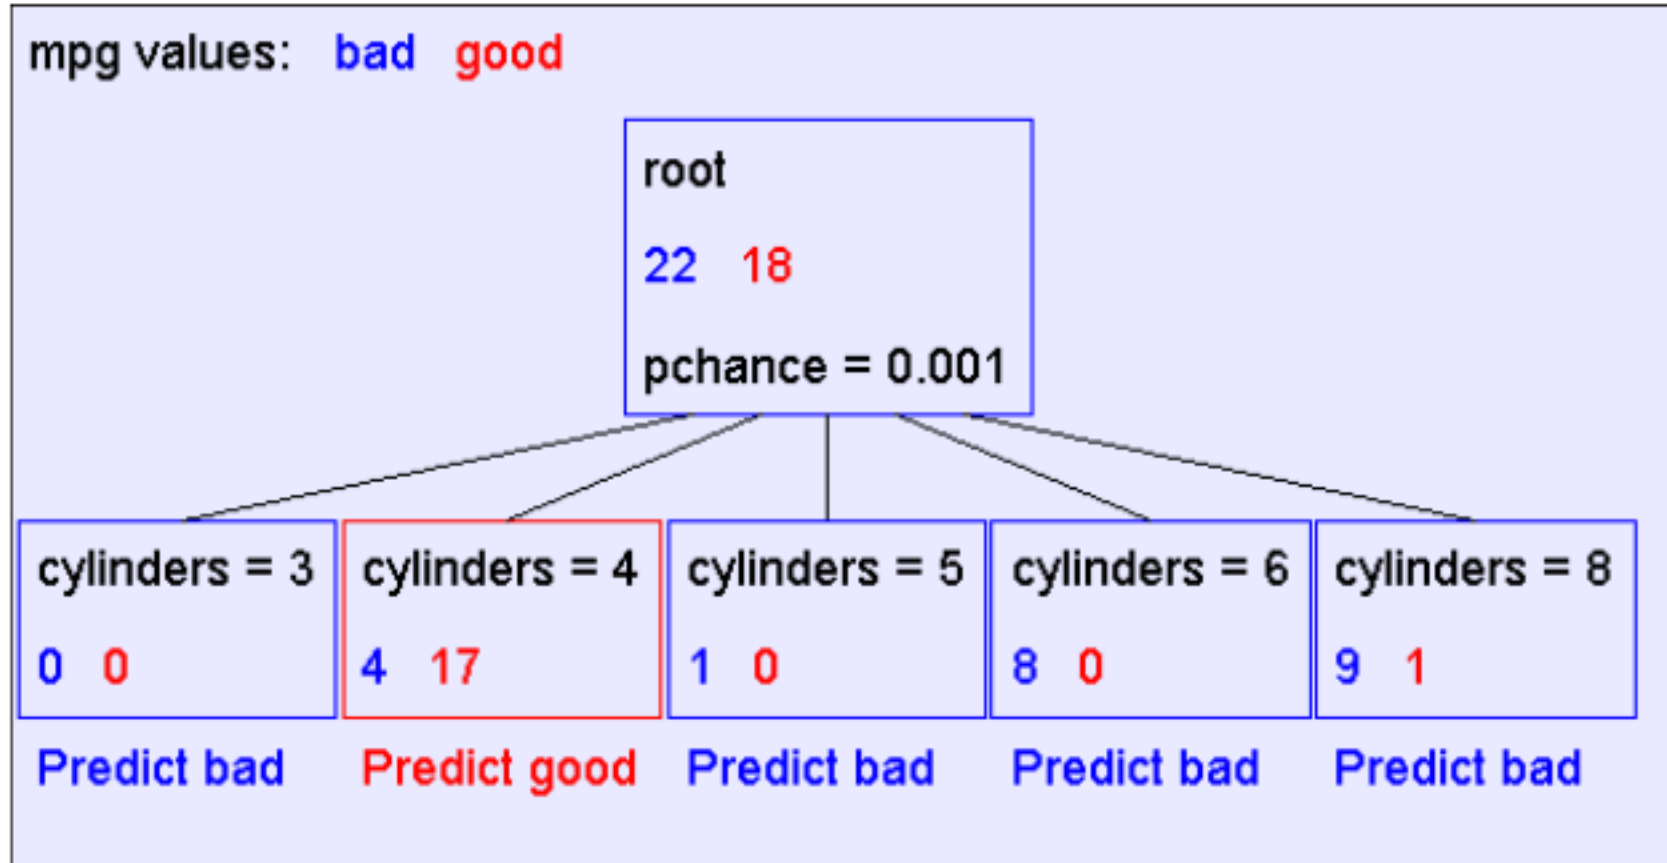 mpg values: bad good
root
22 18
pchance = 0.001
cylinders = 3
0 0
Predict bad
cylinders = 4
4 17
Predict good
cylinders = 5
1 0
Predict bad
cylinders = 6
8 0
Predict bad
cylinders = 8
9 1
Predict bad